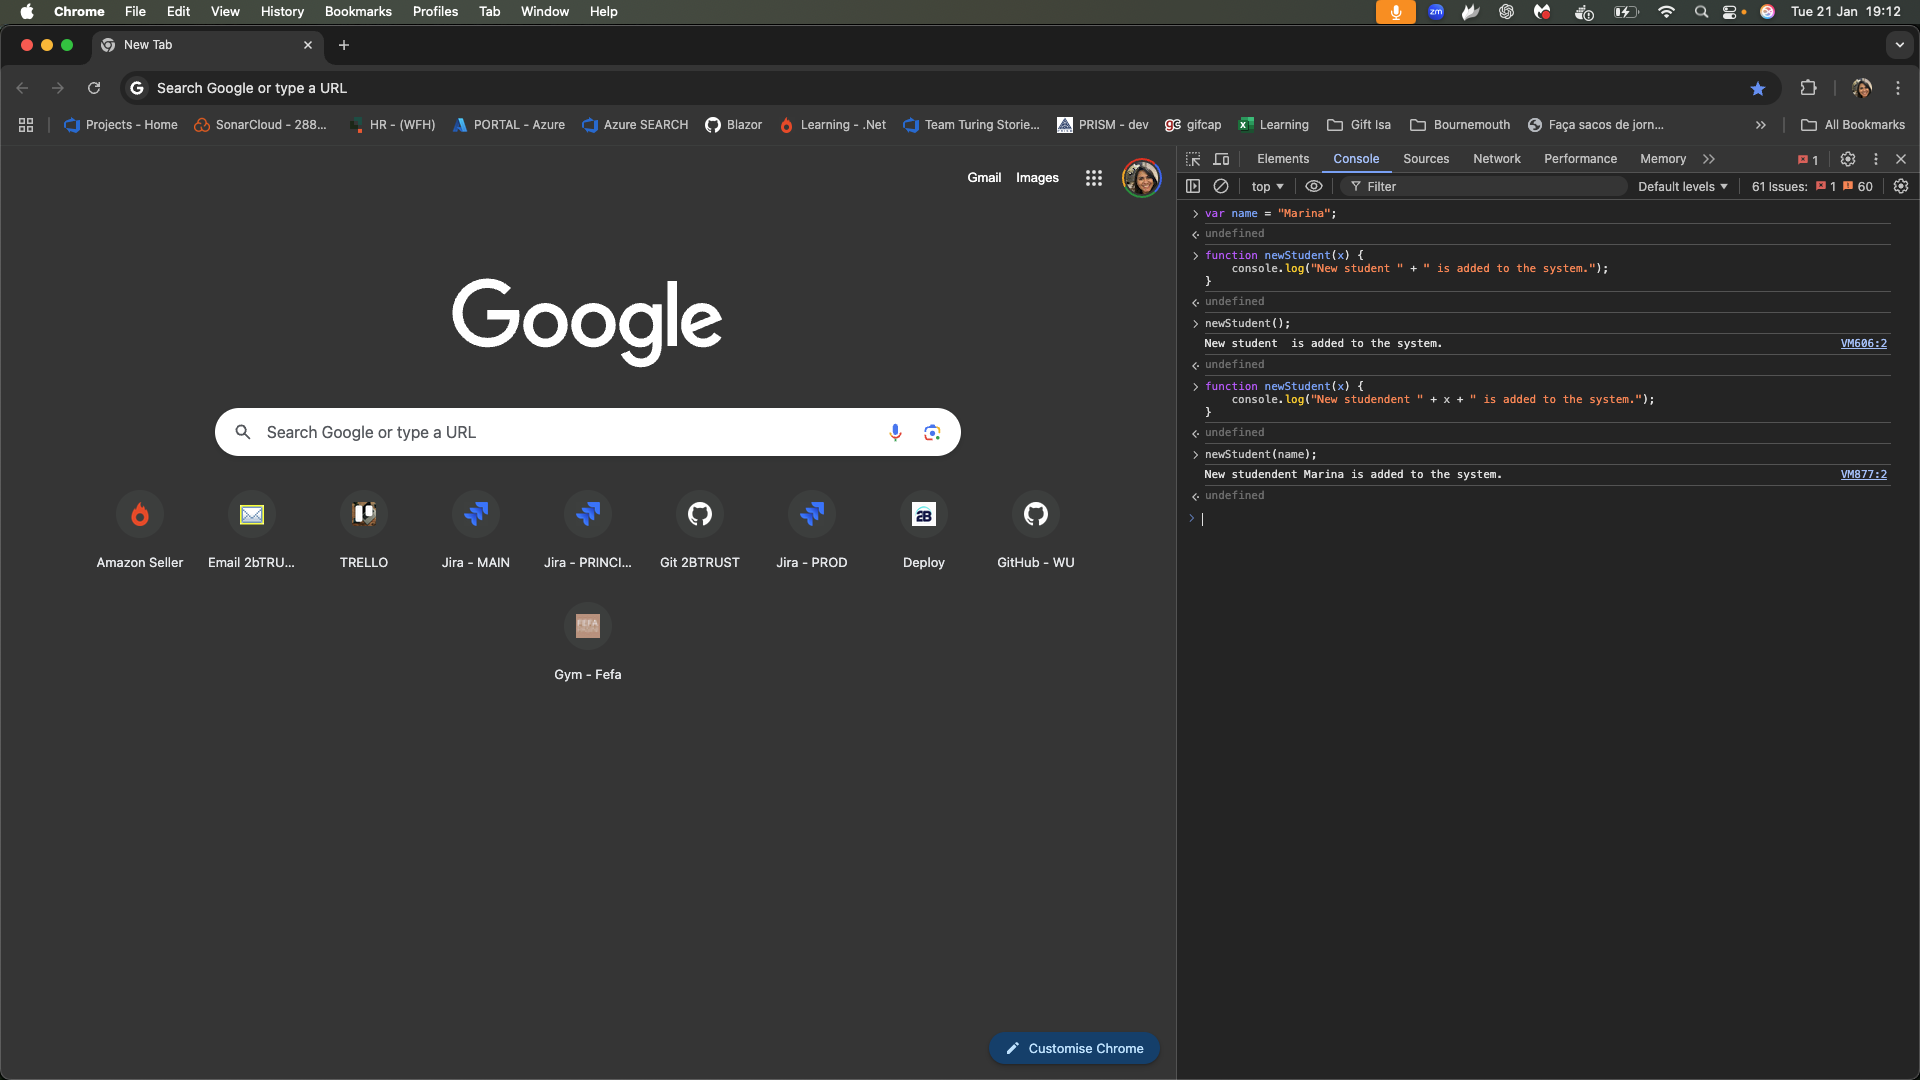 Chrome File Edit View History Bookmarks Profiles Tab Window Help zm Tue 21 Jan 19:12
New Tab
Search Google or type a URL
Projects - Home SonarCloud - 288... HR - (WFH) PORTAL - Azure Azure SEARCH Blazor Learning - .Net Team Turing Storie... PRISM - dev gifcap Learning Gift Isa Bournemouth Faça sacos de jorn... All Bookmarks
Gmail Images
Google
Search Google or type a URL
Amazon Seller Email 2bTRU... TRELLO Jira - MAIN Jira - PRINCI... Git 2BTRUST Jira - PROD 2B Deploy GitHub - WU
FEFA
Gym - Fefa
Customise Chrome
Elements Console Sources Network Performance Memory 1
top Filter Default levels 61 Issues: 1 60
var name = "Marina";
undefined
function newStudent(x) {
console.log("New student " + " is added to the system.");
}
undefined
newStudent();
New student  is added to the system. VM606:2
undefined
function newStudent(x) {
console.log("New studendent " + x + " is added to the system.");
}
undefined
newStudent(name);
New studendent Marina is added to the system. VM877:2
undefined